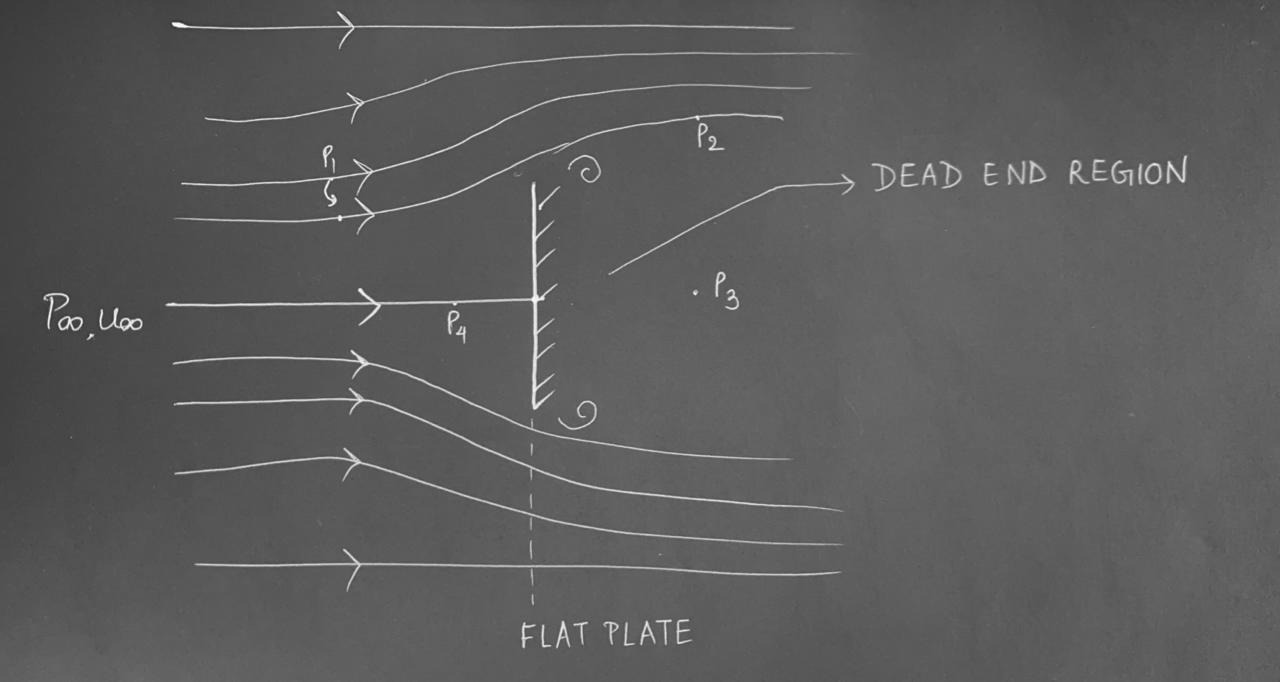 P₁
P₂
DEAD END REGION
P₃
P∞, u∞
P₄
FLAT PLATE